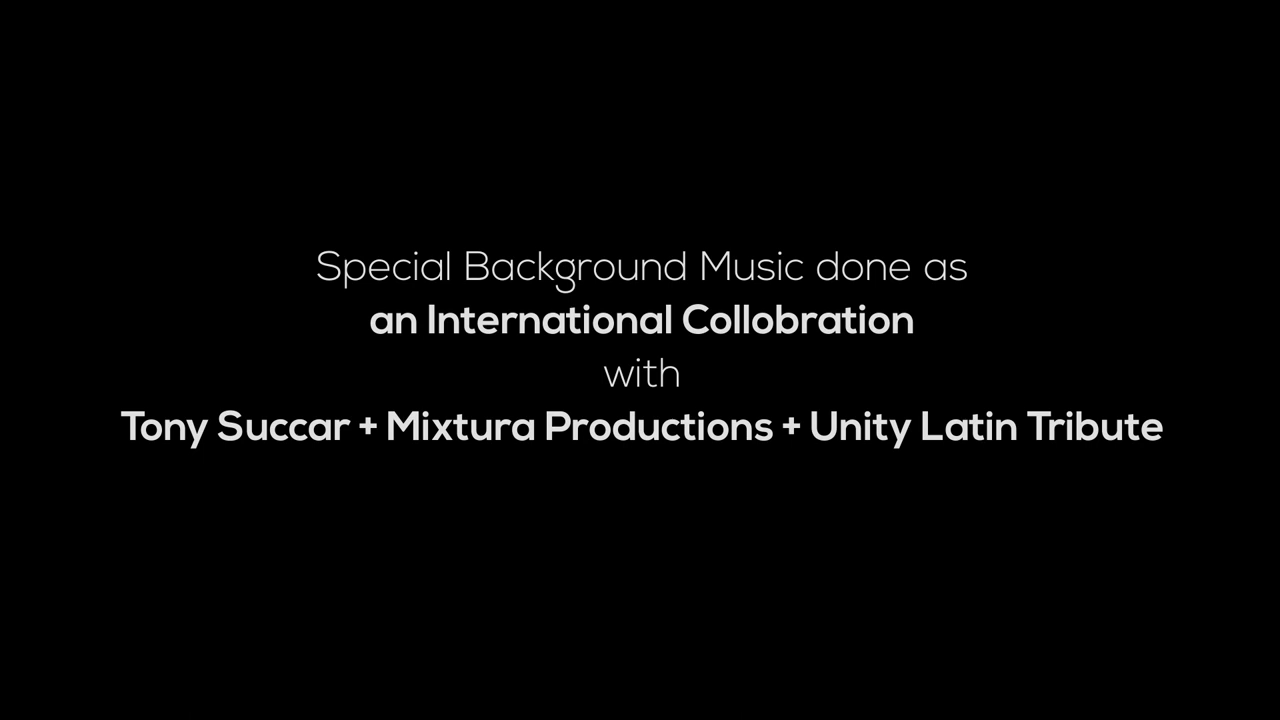 Special Background Music done as
an International Collobration
with
Tony Succar + Mixtura Productions + Unity Latin Tribute